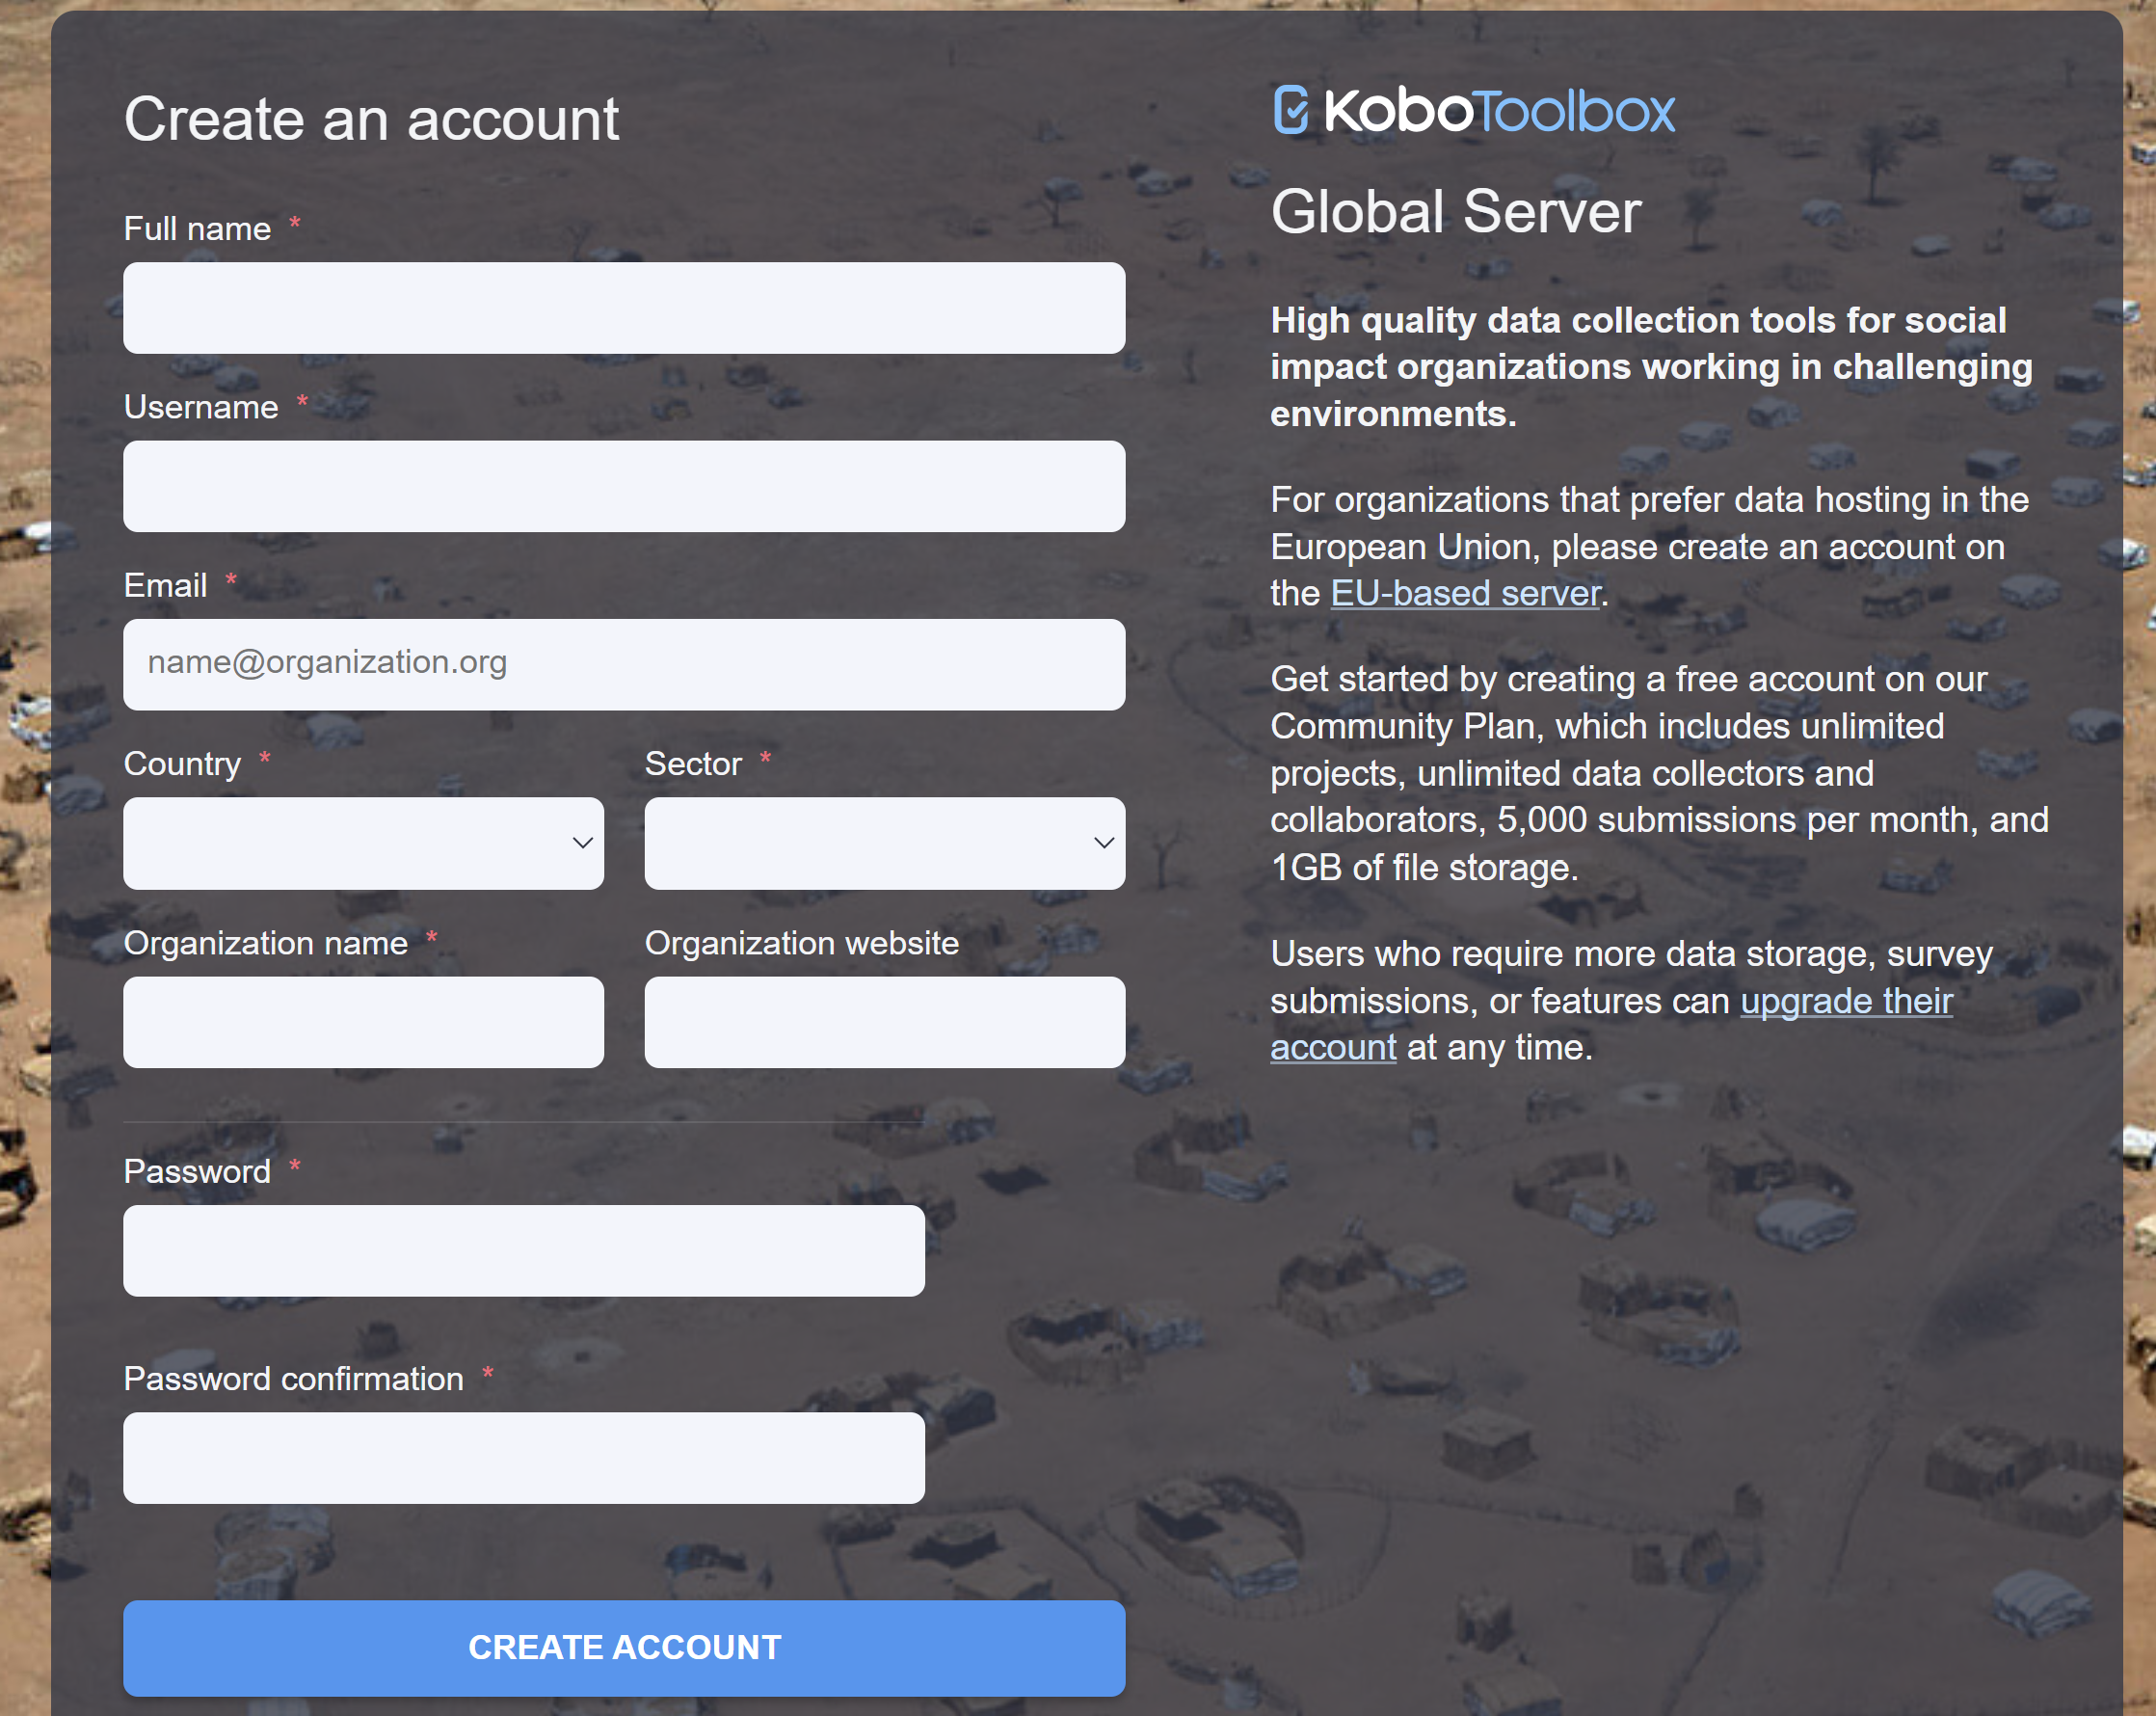 Create an account
Full name *
Username *
Email *
name@organization.org
Country *
Sector *
Organization name *
Organization website
Password *
Password confirmation *
CREATE ACCOUNT
KoboToolbox
Global Server
High quality data collection tools for social
impact organizations working in challenging
environments.
For organizations that prefer data hosting in the
European Union, please create an account on
the EU-based server.
Get started by creating a free account on our
Community Plan, which includes unlimited
projects, unlimited data collectors and
collaborators, 5,000 submissions per month, and
1GB of file storage.
Users who require more data storage, survey
submissions, or features can upgrade their
account at any time.